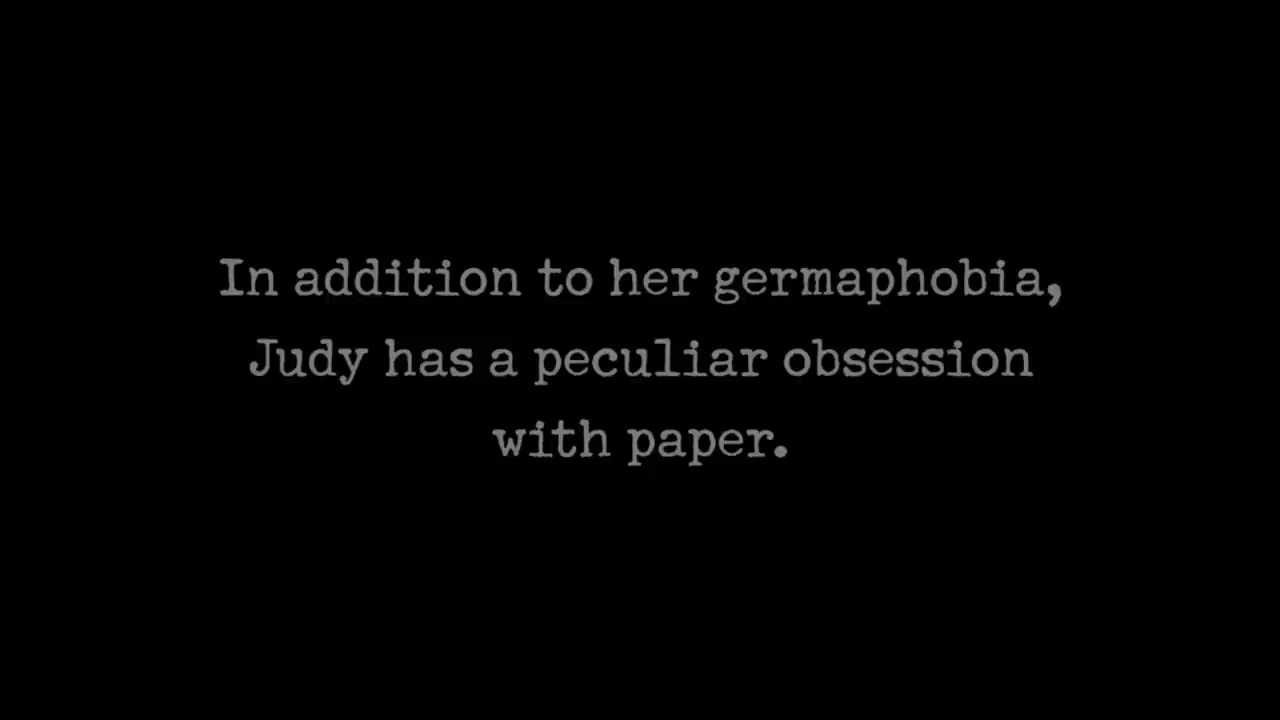 In addition to her germaphobia,
Judy has a peculiar obsession
with paper.